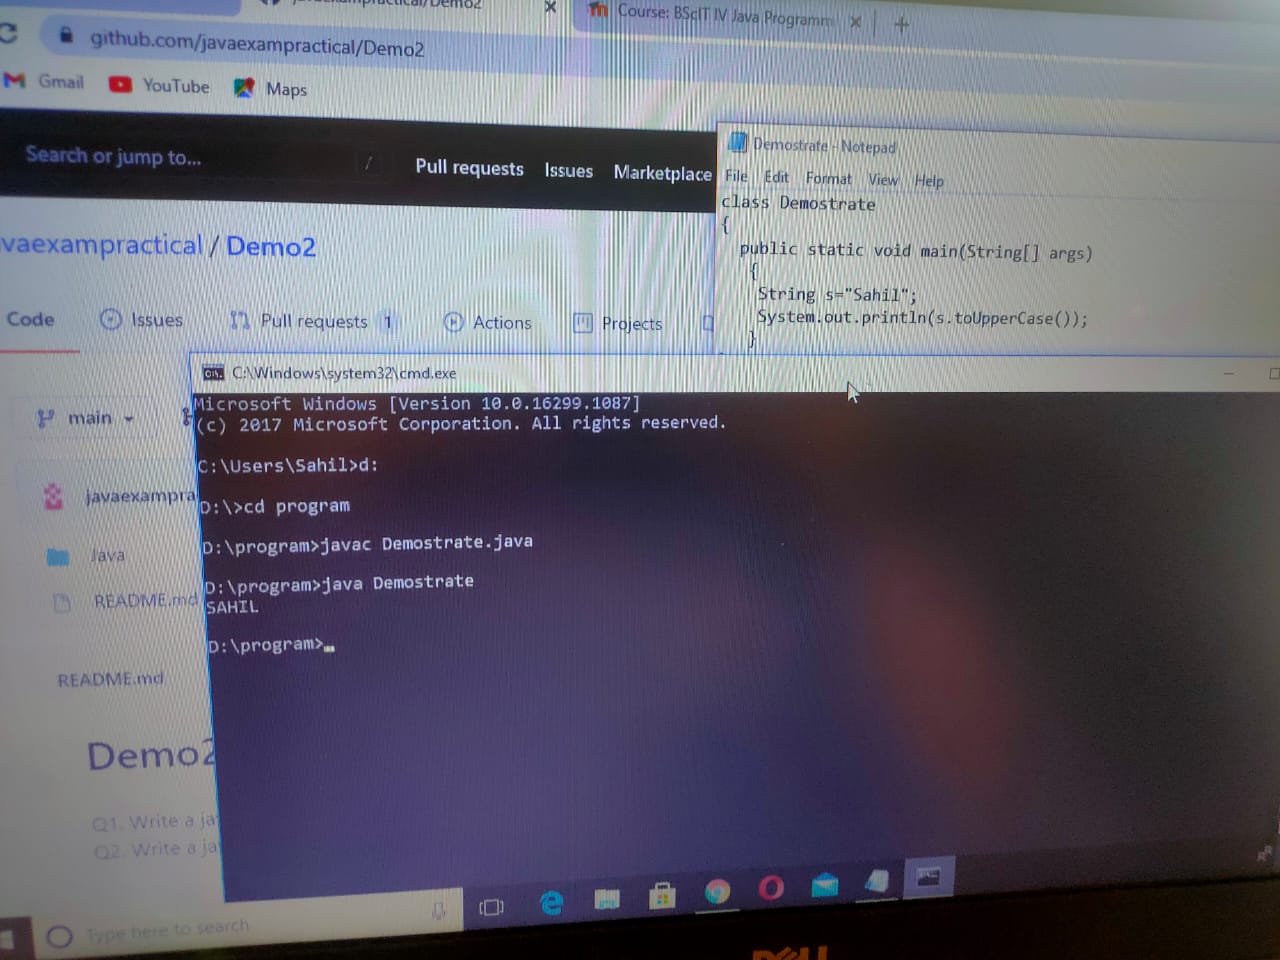 javaexampractical/Demo2
Course: BScIT IV Java Programm
github.com/javaexampractical/Demo2
Gmail
YouTube
Maps
Search or jump to...
/
Pull requests
Issues
Marketplace
vaexampractical / Demo2
Code
Issues
Pull requests 1
Actions
Projects
Demostrate - Notepad
File Edit Format View Help
class Demostrate
{
public static void main(String[] args)
{
String s="Sahil";
System.out.println(s.toUpperCase());
}
main
javaexampra
Java
README.md
README.md
Demo2
Q1. Write a ja
Q2. Write a ja
C:\Windows\system32\cmd.exe
Microsoft Windows [Version 10.0.16299.1087]
(c) 2017 Microsoft Corporation. All rights reserved.
C:\Users\Sahil>d:
D:\>cd program
D:\program>javac Demostrate.java
D:\program>java Demostrate
SAHIL
D:\program>
Type here to search
DELL